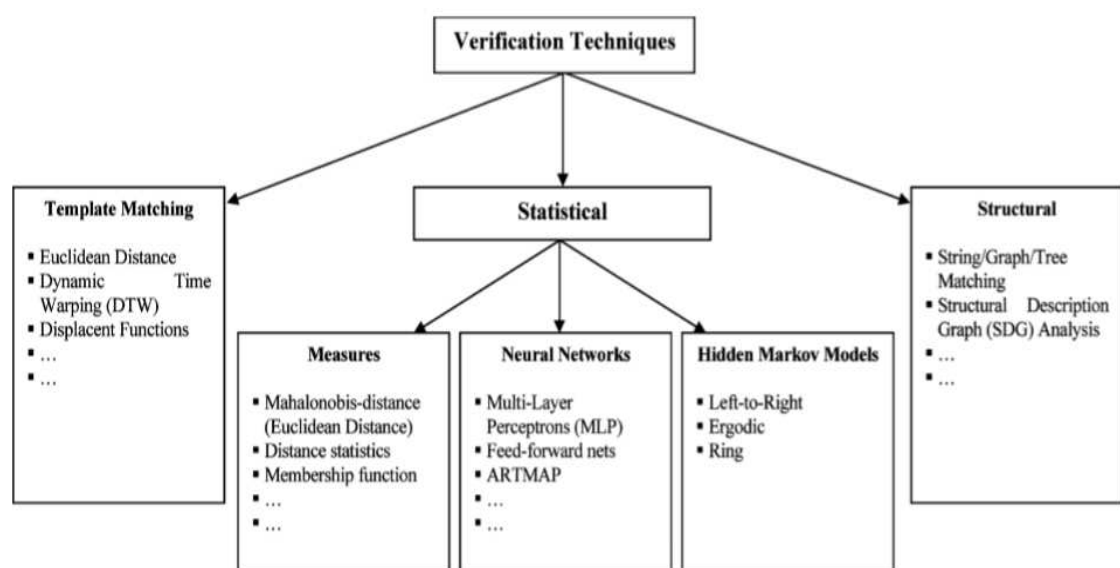 Verification Techniques
Template Matching
▪ Euclidean Distance
▪ Dynamic Time
Warping (DTW)
▪ Displacent Functions
▪ ...
▪ ...
Statistical
Measures
▪ Mahalonobis-distance
(Euclidean Distance)
▪ Distance statistics
▪ Membership function
▪ ...
▪ ...
Neural Networks
▪ Multi-Layer
Perceptrons (MLP)
▪ Feed-forward nets
▪ ARTMAP
▪ ...
▪ ...
Hidden Markov Models
▪ Left-to-Right
▪ Ergodic
▪ Ring
Structural
▪ String/Graph/Tree
Matching
▪ Structural Description
Graph (SDG) Analysis
▪ ...
▪ ...